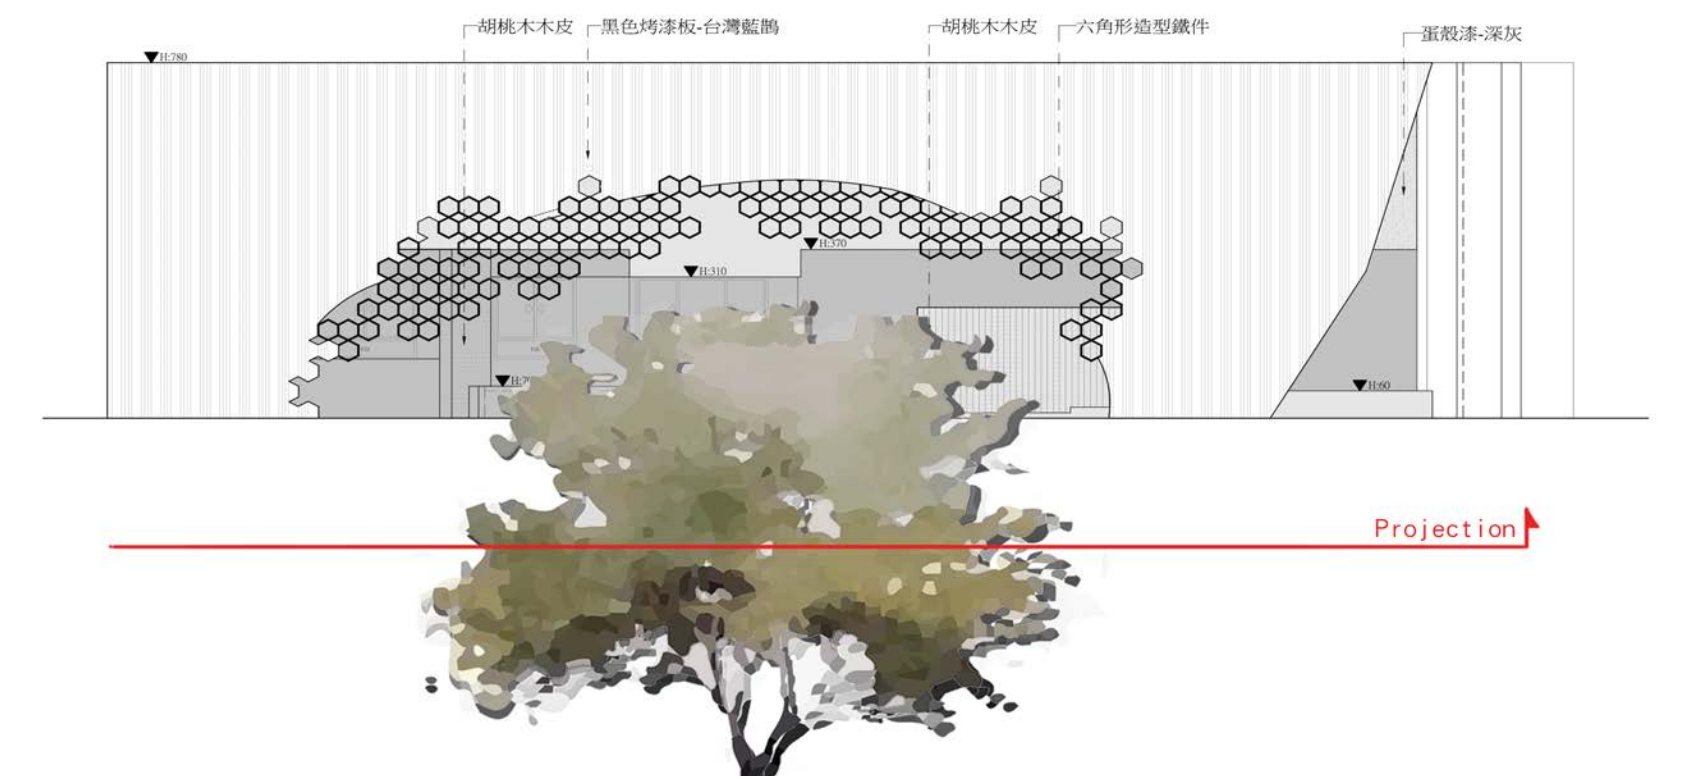 胡桃木木皮
黑色烤漆板-台灣藍鵲
胡桃木木皮
六角形造型鐵件
蛋殼漆-深灰
H:780
H:370
H:310
H:60
Projection